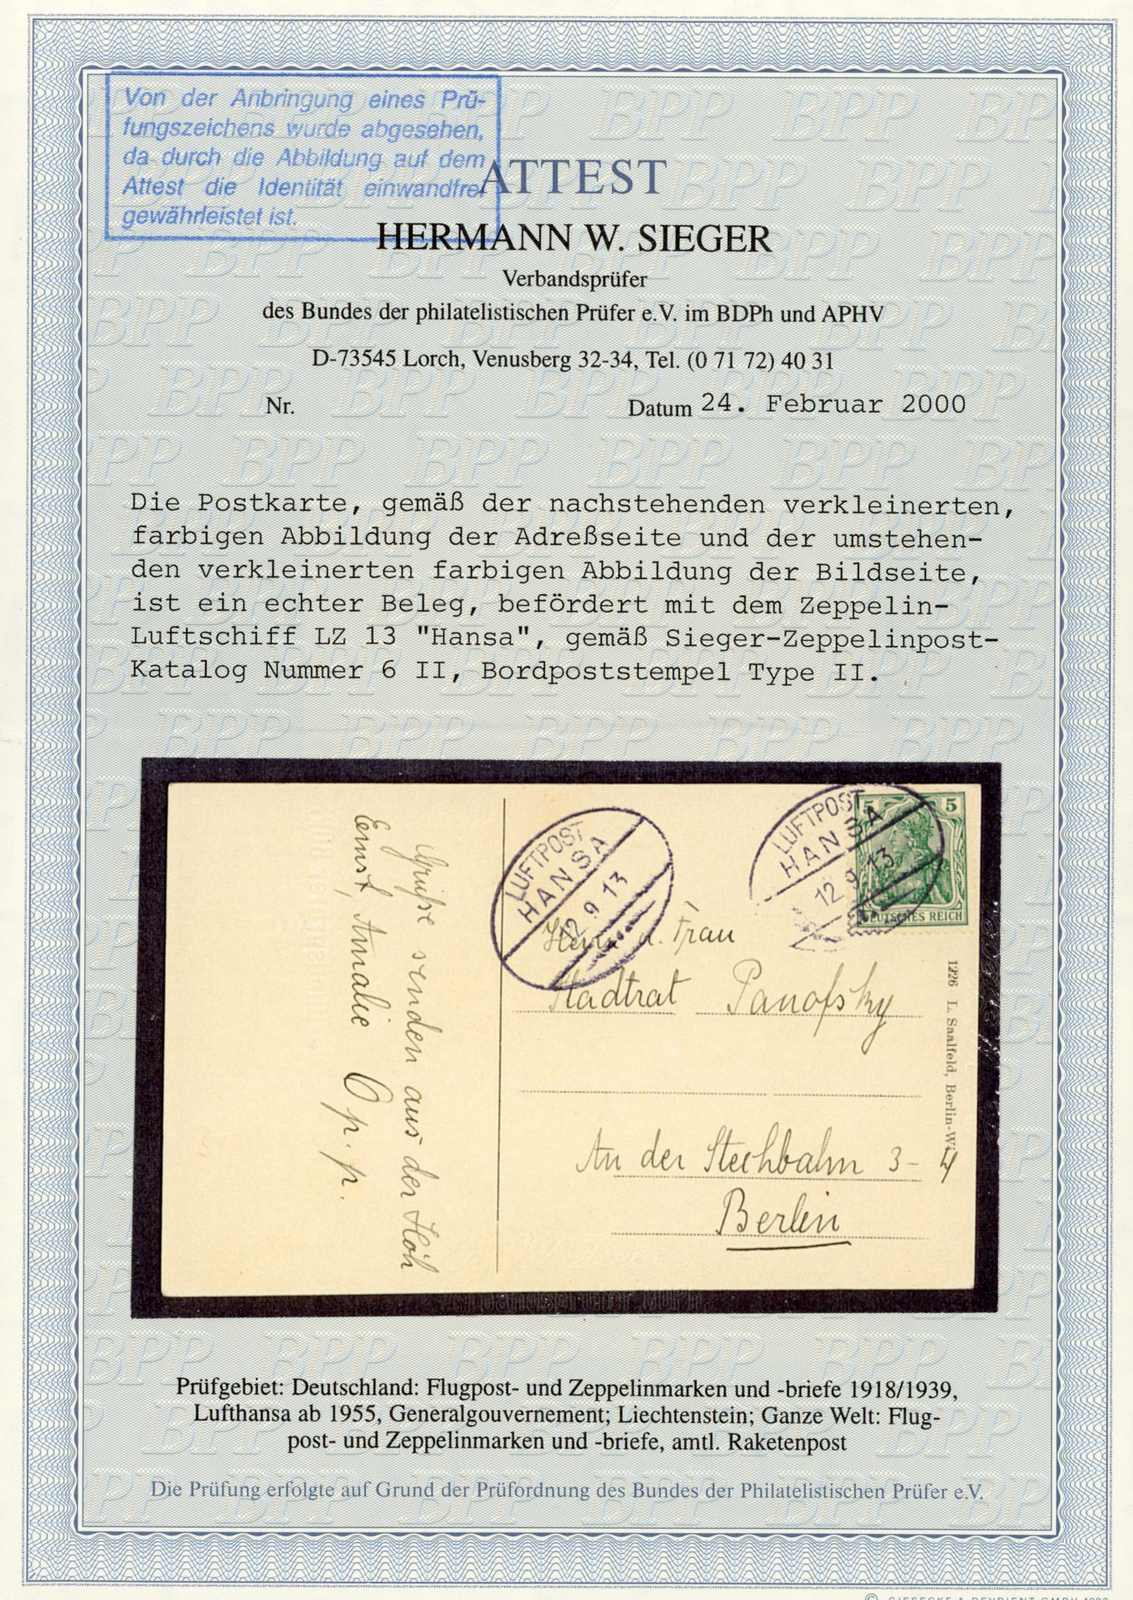 Von der Anbringung eines Prü-
fungszeichens wurde abgesehen,
da durch die Abbildung auf dem
Attest die Identität einwandfrei
gewährleistet ist.
ATTEST
HERMANN W. SIEGER
Verbandsprüfer
des Bundes der philatelistischen Prüfer e.V. im BDPh und APHV
D-73545 Lorch, Venusberg 32-34, Tel. (0 71 72) 40 31
Nr.
Datum 24. Februar 2000
Die Postkarte, gemäß der nachstehenden verkleinerten,
farbigen Abbildung der Adreßseite und der umstehen-
den verkleinerten farbigen Abbildung der Bildseite,
ist ein echter Beleg, befördert mit dem Zeppelin-
Luftschiff LZ 13 "Hansa", gemäß Sieger-Zeppelinpost-
Katalog Nummer 6 II, Bordpoststempel Type II.
Grüße senden aus der Höh
Ernst, Amalie Opp.
LUFTPOST
HANSA
12 9 13
LUFTPOST
HANSA
12 9 13
5 5
DEUTSCHES REICH
Herrn u. Frau
Stadtrat Panofsky
An der Stechbahn 3-4
Berlin
1226 L. Saalfeld, Berlin-W
Prüfgebiet: Deutschland: Flugpost- und Zeppelinmarken und -briefe 1918/1939,
Lufthansa ab 1955, Generalgouvernement; Liechtenstein; Ganze Welt: Flug-
post- und Zeppelinmarken und -briefe, amtl. Raketenpost
Die Prüfung erfolgte auf Grund der Prüfordnung des Bundes der Philatelistischen Prüfer e.V.